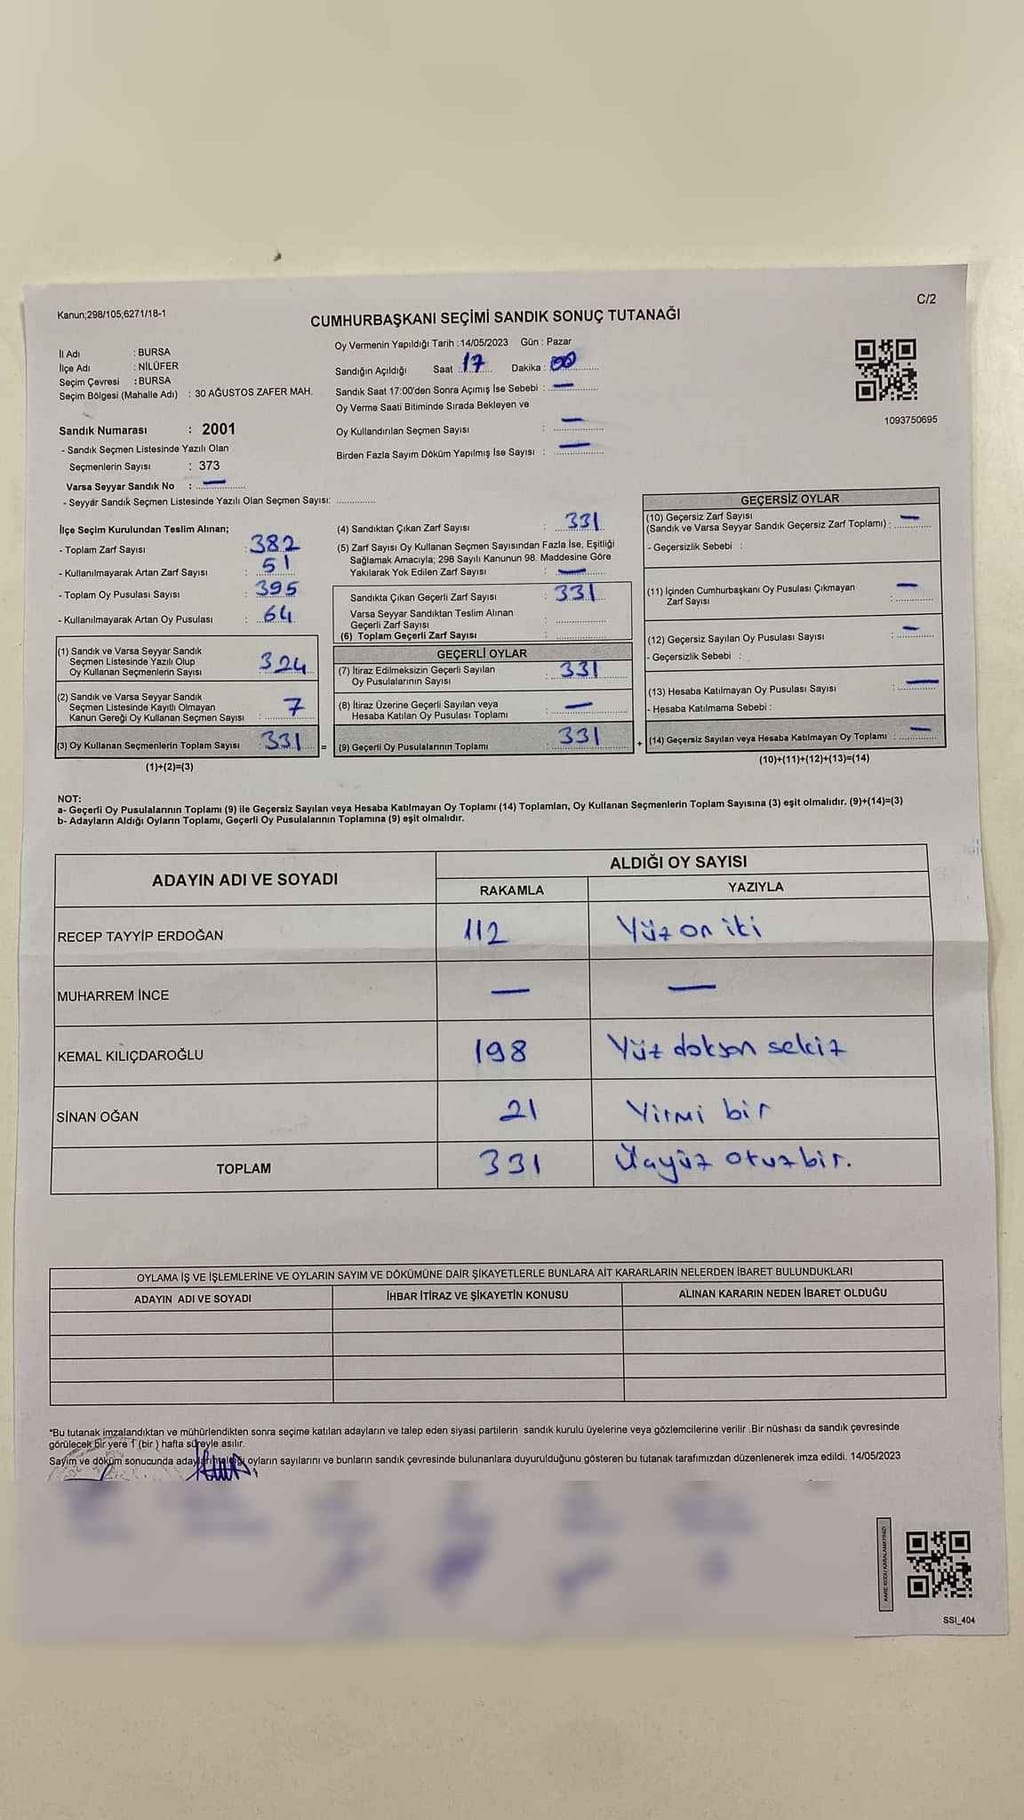 Kanun;298/105;6271/18-1
C/2
CUMHURBAŞKANI SEÇİMİ SANDIK SONUÇ TUTANAĞI
İl Adı : BURSA
İlçe Adı : NİLÜFER
Seçim Çevresi : BURSA
Seçim Bölgesi (Mahalle Adı) : 30 AĞUSTOS ZAFER MAH.
Sandık Numarası : 2001
- Sandık Seçmen Listesinde Yazılı Olan
Seçmenlerin Sayısı : 373
Varsa Seyyar Sandık No : —
- Seyyar Sandık Seçmen Listesinde Yazılı Olan Seçmen Sayısı:
Oy Vermenin Yapıldığı Tarih : 14/05/2023 Gün : Pazar
Sandığın Açıldığı Saat : 17 Dakika : 00
Sandık Saat 17:00'den Sonra Açımış İse Sebebi : —
Oy Verme Saati Bitiminde Sırada Bekleyen ve
Oy Kullandırılan Seçmen Sayısı : —
Birden Fazla Sayım Döküm Yapılmış İse Sayısı : —
1093750695
İlçe Seçim Kurulundan Teslim Alınan;
- Toplam Zarf Sayısı : 382
- Kullanılmayarak Artan Zarf Sayısı : 51
- Toplam Oy Pusulası Sayısı : 395
- Kullanılmayarak Artan Oy Pusulası : 64
(1) Sandık ve Varsa Seyyar Sandık
Seçmen Listesinde Yazılı Olup
Oy Kullanan Seçmenlerin Sayısı 324
(2) Sandık ve Varsa Seyyar Sandık
Seçmen Listesinde Kayıtlı Olmayan
Kanun Gereği Oy Kullanan Seçmen Sayısı : 7
(3) Oy Kullanan Seçmenlerin Toplam Sayısı : 331 =
(1)+(2)=(3)
(4) Sandıktan Çıkan Zarf Sayısı : 331
(5) Zarf Sayısı Oy Kullanan Seçmen Sayısından Fazla İse, Eşitliği
Sağlamak Amacıyla; 298 Sayılı Kanunun 98. Maddesine Göre
Yakılarak Yok Edilen Zarf Sayısı : —
Sandıkta Çıkan Geçerli Zarf Sayısı : 331
Varsa Seyyar Sandıktan Teslim Alınan
Geçerli Zarf Sayısı :
(6) Toplam Geçerli Zarf Sayısı :
GEÇERLİ OYLAR
(7) İtiraz Edilmeksizin Geçerli Sayılan
Oy Pusulalarının Sayısı : 331
(8) İtiraz Üzerine Geçerli Sayılan veya
Hesaba Katılan Oy Pusulası Toplamı : —
(9) Geçerli Oy Pusulalarının Toplamı : 331 +
GEÇERSİZ OYLAR
(10) Geçersiz Zarf Sayısı
(Sandık ve Varsa Seyyar Sandık Geçersiz Zarf Toplamı) : —
- Geçersizlik Sebebi :
(11) İçinden Cumhurbaşkanı Oy Pusulası Çıkmayan
Zarf Sayısı : —
(12) Geçersiz Sayılan Oy Pusulası Sayısı : —
- Geçersizlik Sebebi :
(13) Hesaba Katılmayan Oy Pusulası Sayısı : —
- Hesaba Katılmama Sebebi :
(14) Geçersiz Sayılan veya Hesaba Katılmayan Oy Toplamı : —
(10)+(11)+(12)+(13)=(14)
NOT:
a- Geçerli Oy Pusulalarının Toplamı (9) ile Geçersiz Sayılan veya Hesaba Katılmayan Oy Toplamı (14) Toplamları, Oy Kullanan Seçmenlerin Toplam Sayısına (3) eşit olmalıdır. (9)+(14)=(3)
b- Adayların Aldığı Oyların Toplamı, Geçerli Oy Pusulalarının Toplamına (9) eşit olmalıdır.
ADAYIN ADI VE SOYADI
ALDIĞI OY SAYISI
RAKAMLA YAZIYLA
RECEP TAYYİP ERDOĞAN 112 Yüz on iki
MUHARREM İNCE — —
KEMAL KILIÇDAROĞLU 198 Yüz doksan sekiz
SİNAN OĞAN 21 Yirmi bir
TOPLAM 331 Üçyüz otuzbir.
OYLAMA İŞ VE İŞLEMLERİNE VE OYLARIN SAYIM VE DÖKÜMÜNE DAİR ŞİKAYETLERLE BUNLARA AİT KARARLARIN NELERDEN İBARET BULUNDUKLARI
ADAYIN ADI VE SOYADI İHBAR İTİRAZ VE ŞİKAYETİN KONUSU ALINAN KARARIN NEDEN İBARET OLDUĞU
"Bu tutanak imzalandıktan ve mühürlendikten sonra seçime katılan adayların ve talep eden siyasi partilerin sandık kurulu üyelerine veya gözlemcilerine verilir .Bir nüshası da sandık çevresinde
görülecek bir yere 1 (bir ) hafta süreyle asılır.
Sayım ve döküm sonucunda adayların aldığı oyların sayılarını ve bunların sandık çevresinde bulunanlara duyurulduğunu gösteren bu tutanak tarafımızdan düzenlenerek imza edildi. 14/05/2023
KARE KODU KARALAMAYINIZ!
SSI_404